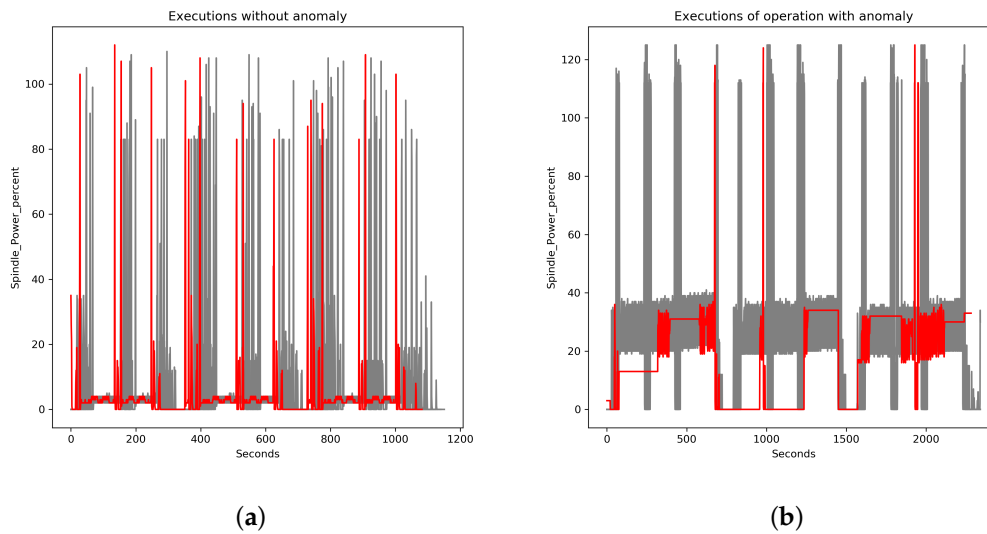 Executions without anomaly
Spindle_Power_percent
100
80
60
40
20
0
0 200 400 600 800 1000 1200
Seconds
(a)
Executions of operation with anomaly
Spindle_Power_percent
120
100
80
60
40
20
0
0 500 1000 1500 2000
Seconds
(b)